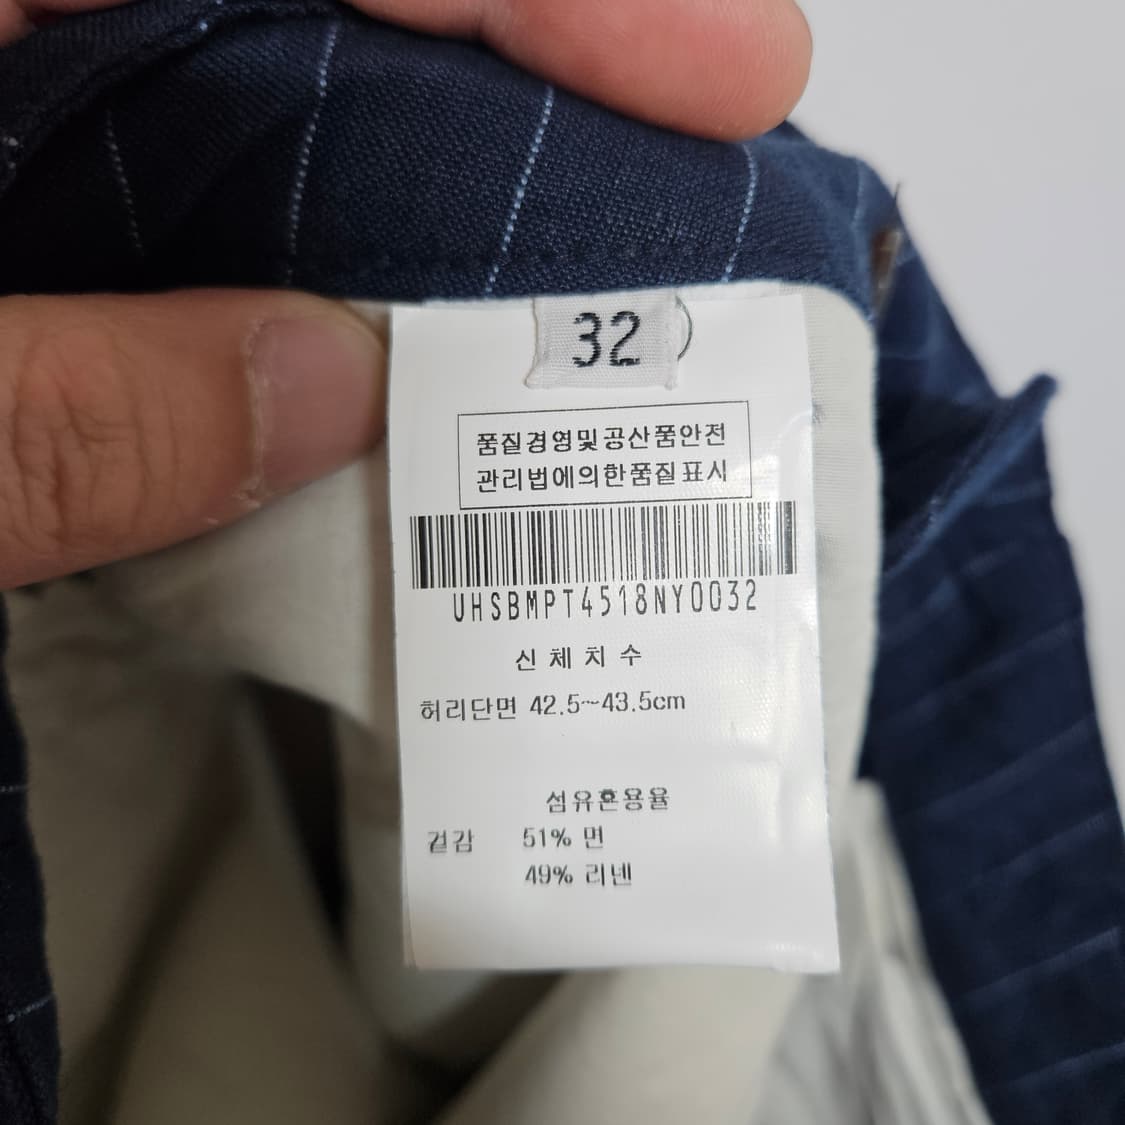 32
품질경영및공산품안전
관리법에의한품질표시
UHSBMPT4518NY0032
신체치수
허리단면 42.5~43.5cm
섬유혼용율
겉감 51% 면
49% 리넨